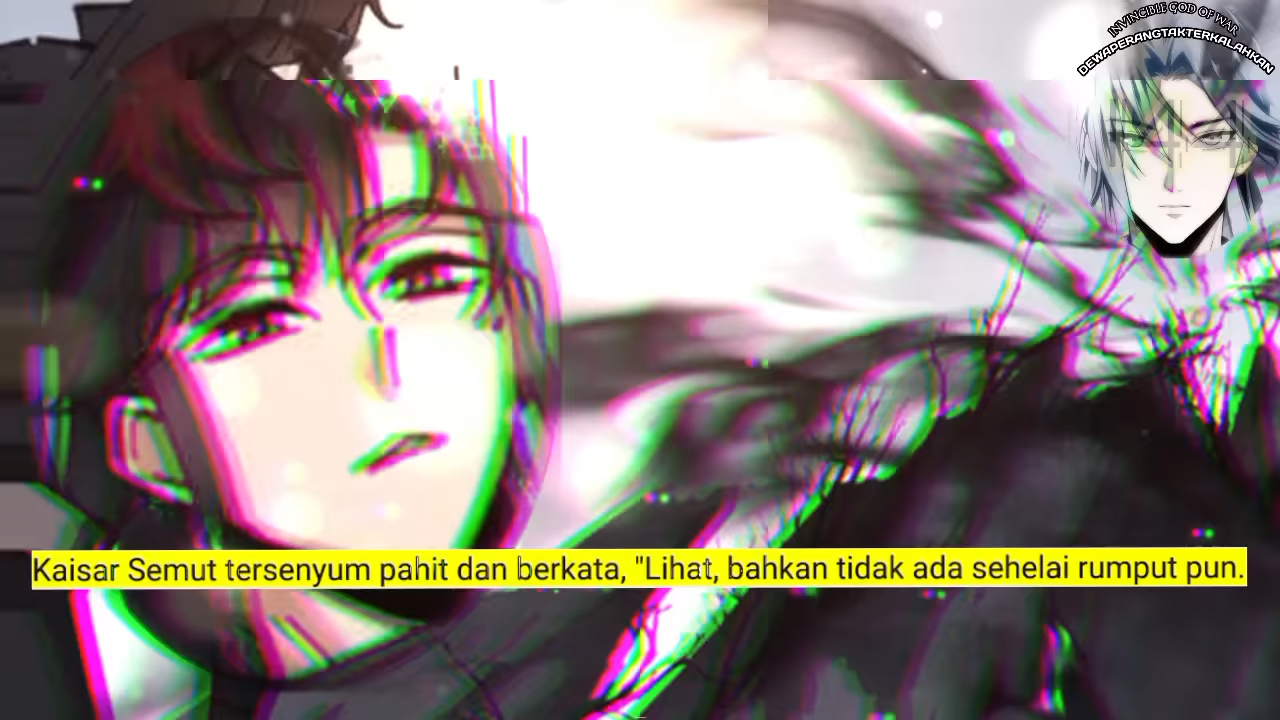 INVINCIBLE GOD OF WAR
DEWAPERANGTAKTERKALAHKAN
Kaisar Semut tersenyum pahit dan berkata, "Lihat, bahkan tidak ada sehelai rumput pun.